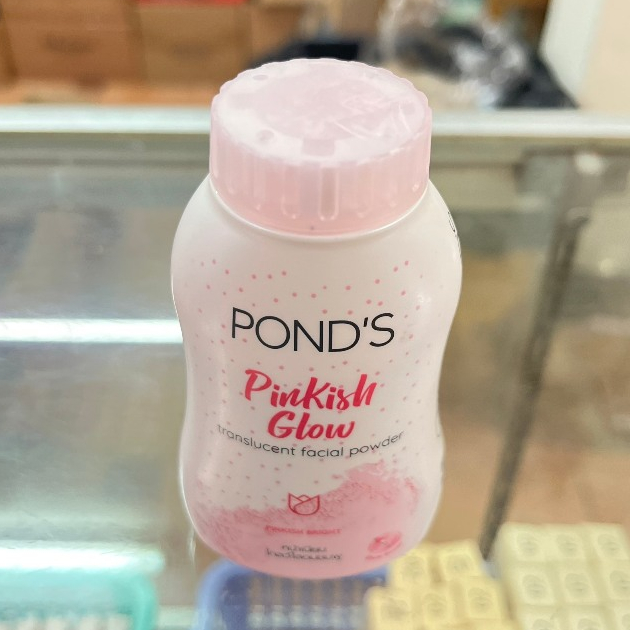 POND'S
Pinkish
Glow
translucent facial powder